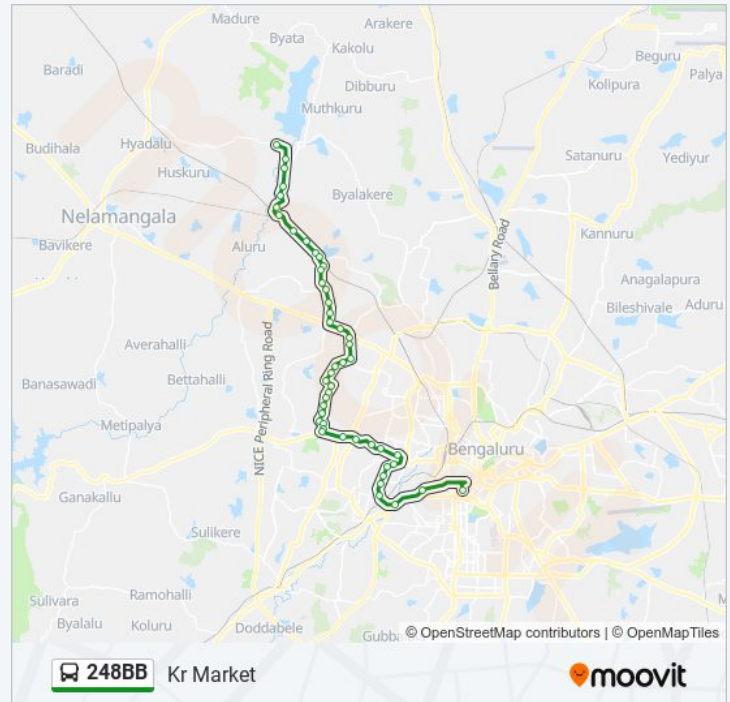 Madure
Arakere
Byata
Kakolu
Beguru
Baradi
Dibburu
Kolipura
Palya
Muthkuru
Budihala
Hyadalu
Satanuru
Yediyur
Huskuru
Byalakere
Nelamangala
Kannuru
Bavikere
Aluru
Bellary Road
Anagalapura
Bileshivale
Aduru
Averahalli
Banasawadi
Bettahalli
NICE Peripheral Ring Road
Metipalya
Bengaluru
Ganakallu
Sulikere
Sulivara
Ramohalli
Byalalu
Koluru
Doddabele
Gubba
M
© OpenStreetMap contributors | © OpenMapTiles
248BB Kr Market
moovit